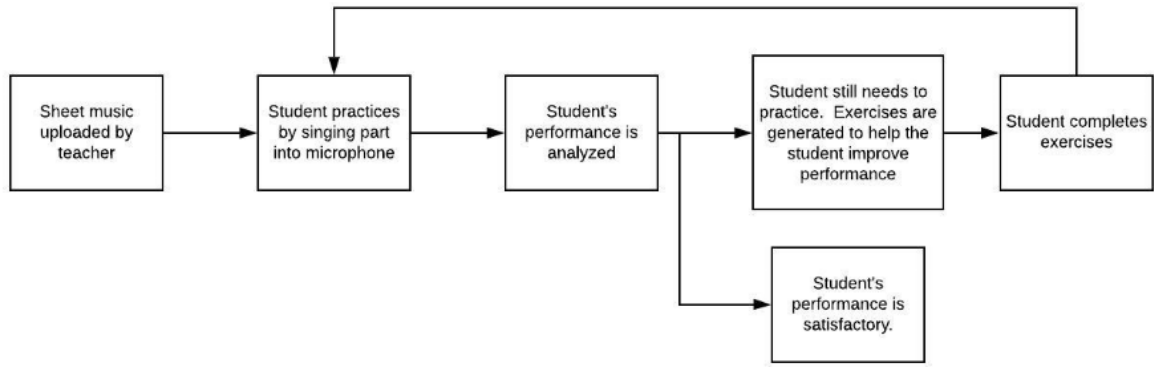 Sheet music
uploaded by
teacher
Student practices
by singing part
into microphone
Student's
performance is
analyzed
Student still needs to
practice.  Exercises are
generated to help the
student improve
performance
Student completes
exercises
Student's
performance is
satisfactory.